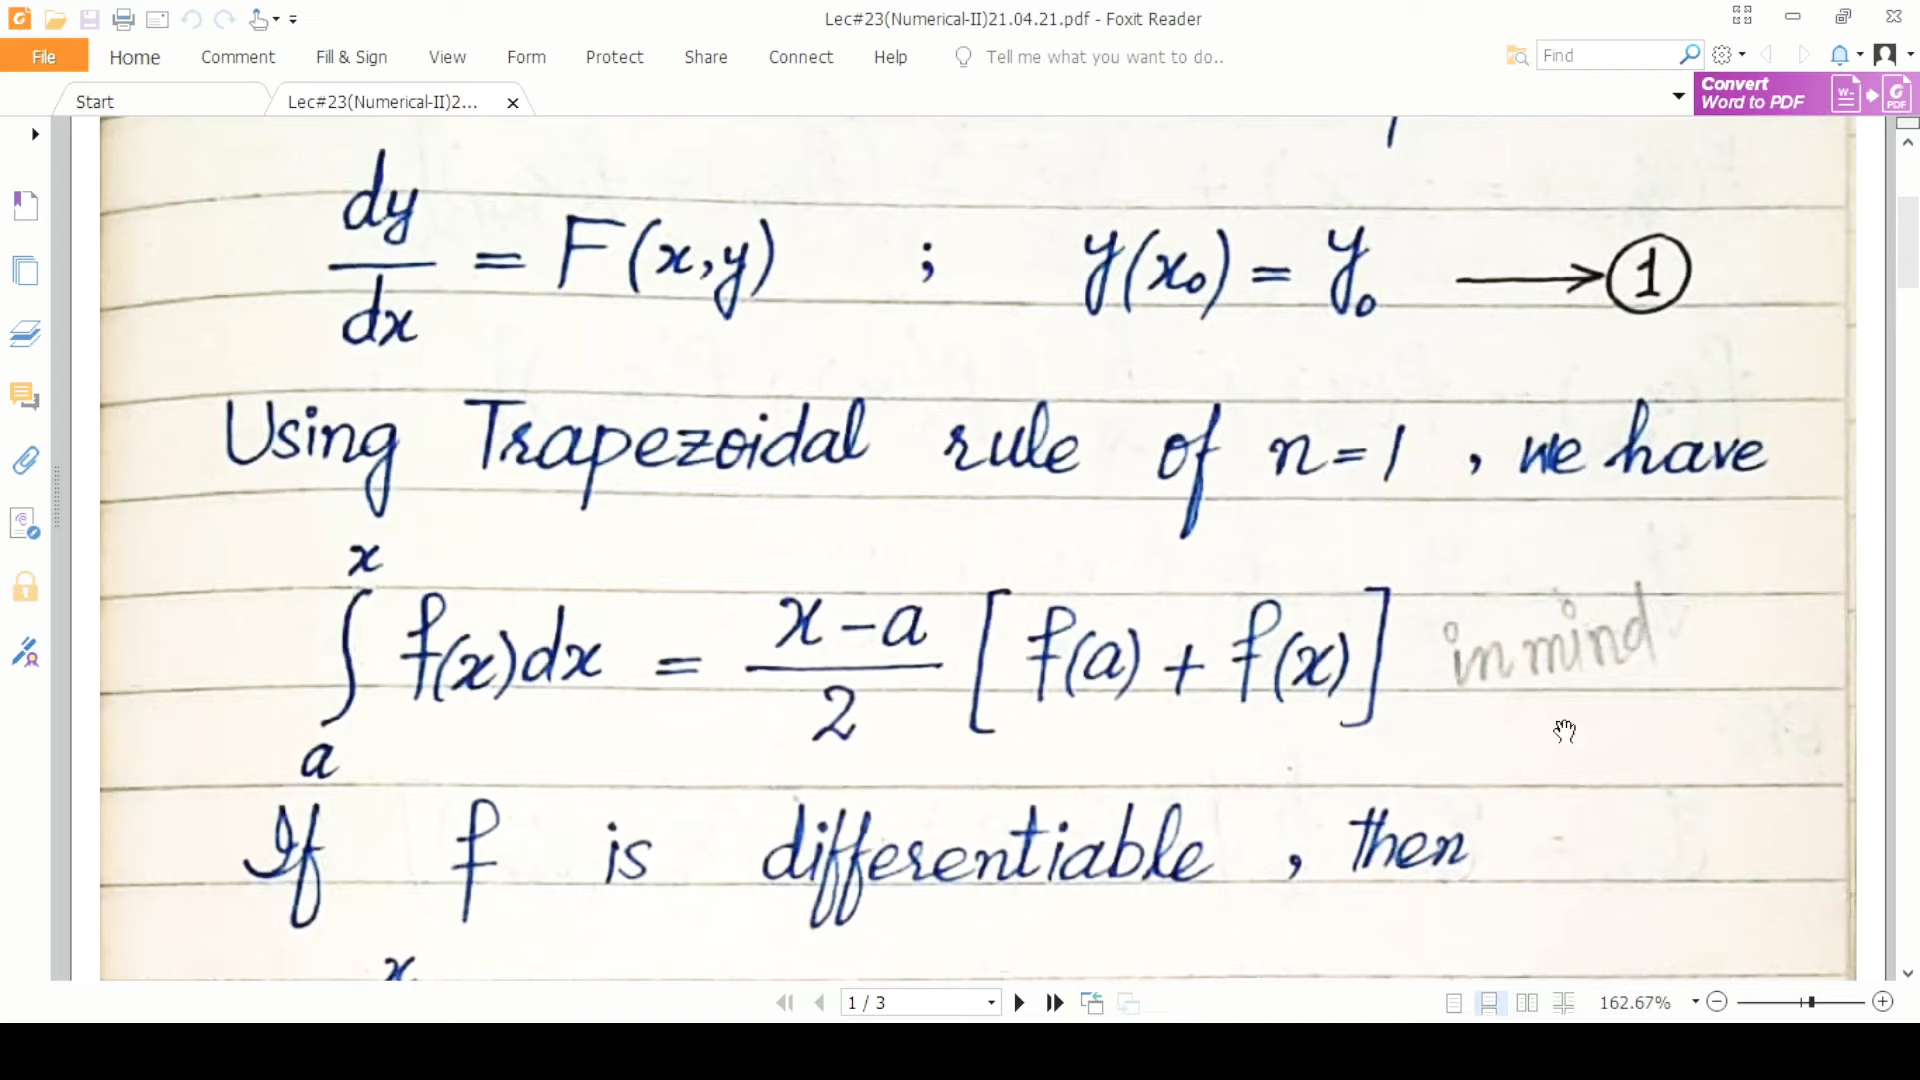 Lec#23(Numerical-II)21.04.21.pdf - Foxit Reader
File Home Comment Fill & Sign View Form Protect Share Connect Help Tell me what you want to do.. Find
Start Lec#23(Numerical-II)2... Convert
Word to PDF
dy/dx = F(x,y) ; y(x₀) = y₀ ⟶ ①
Using Trapezoidal rule of n=1, we have
∫ₐˣ f(x)dx = (x-a)/2 [f(a) + f(x)] in mind
If f is differentiable, then
x
1 / 3 162.67%